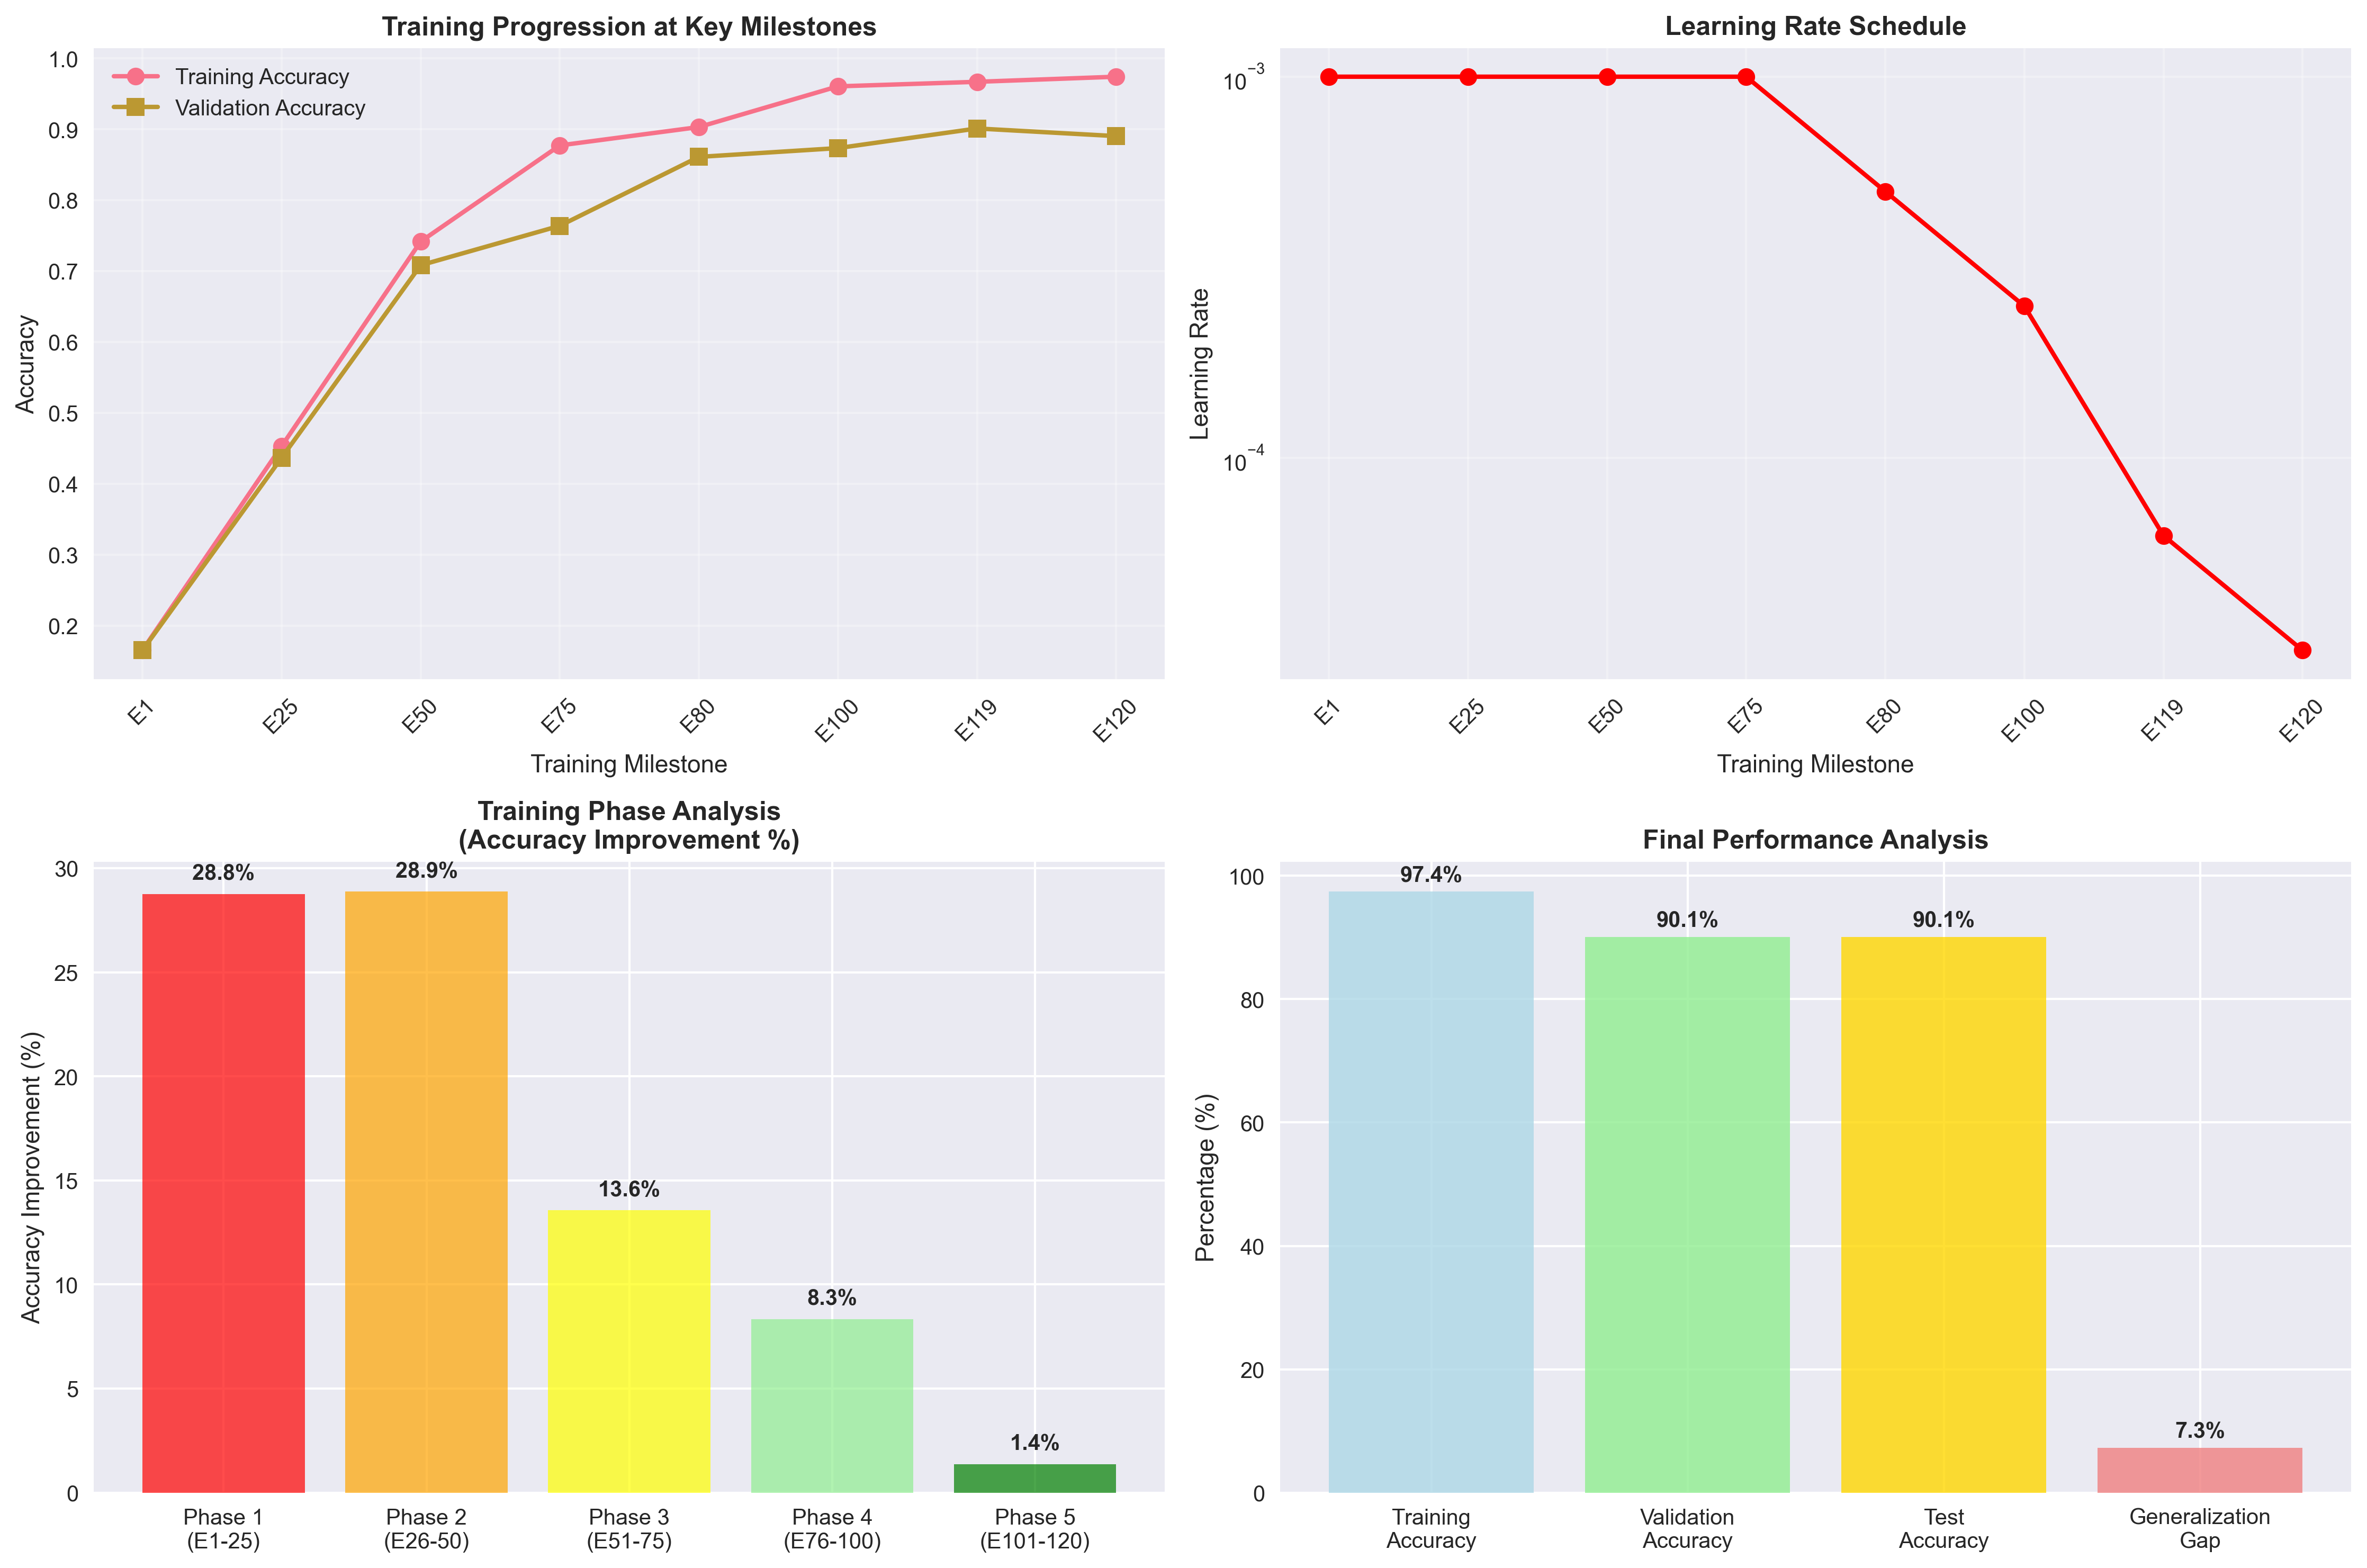 Training Progression at Key Milestones
Training Accuracy
Validation Accuracy
1.0
0.9
0.8
0.7
0.6
0.5
0.4
0.3
0.2
Accuracy
E1
E25
E50
E75
E80
E100
E119
E120
Training Milestone
Learning Rate Schedule
10⁻³
10⁻⁴
Learning Rate
E1
E25
E50
E75
E80
E100
E119
E120
Training Milestone
Training Phase Analysis
(Accuracy Improvement %)
30
25
20
15
10
5
0
Accuracy Improvement (%)
28.8%
28.9%
13.6%
8.3%
1.4%
Phase 1
(E1-25)
Phase 2
(E26-50)
Phase 3
(E51-75)
Phase 4
(E76-100)
Phase 5
(E101-120)
Final Performance Analysis
100
80
60
40
20
0
Percentage (%)
97.4%
90.1%
90.1%
7.3%
Training
Accuracy
Validation
Accuracy
Test
Accuracy
Generalization
Gap